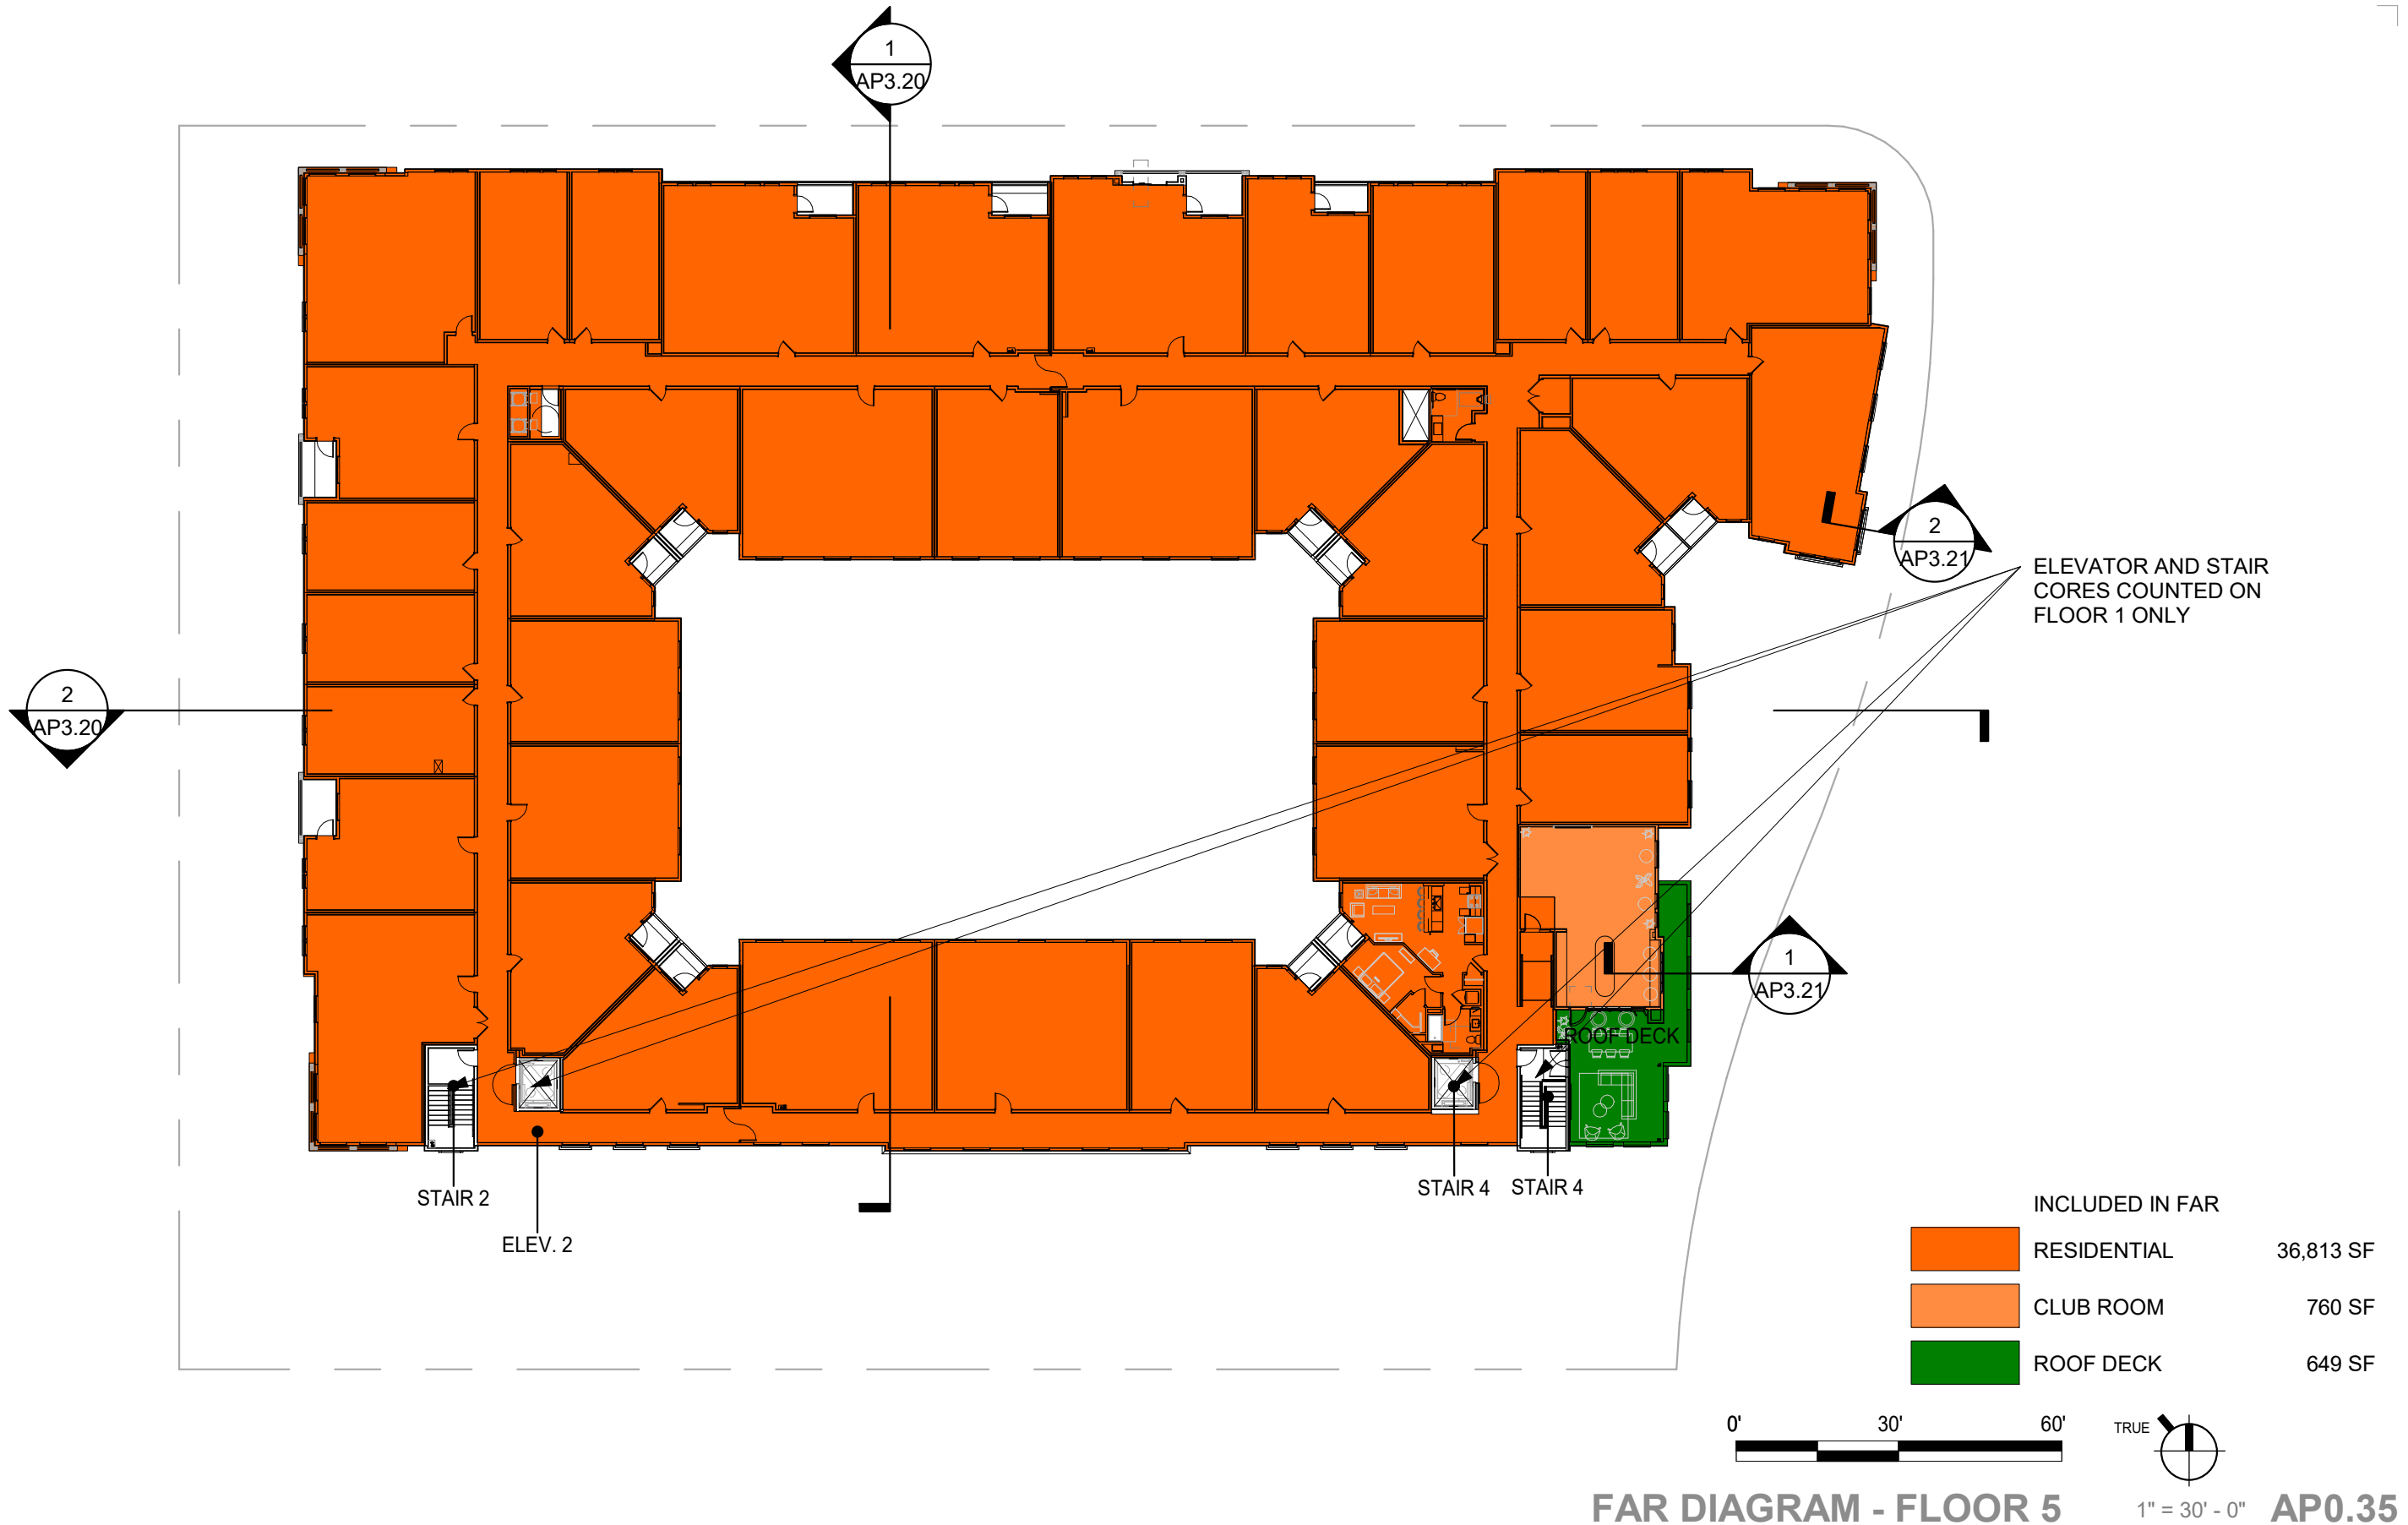 1
AP3.20
2
AP3.21
ELEVATOR AND STAIR
CORES COUNTED ON
FLOOR 1 ONLY
2
AP3.20
1
AP3.21
ROOF DECK
STAIR 2
STAIR 4
STAIR 4
ELEV. 2
INCLUDED IN FAR
RESIDENTIAL 36,813 SF
CLUB ROOM 760 SF
ROOF DECK 649 SF
0' 30' 60'
TRUE
FAR DIAGRAM - FLOOR 5
1" = 30' - 0"
AP0.35